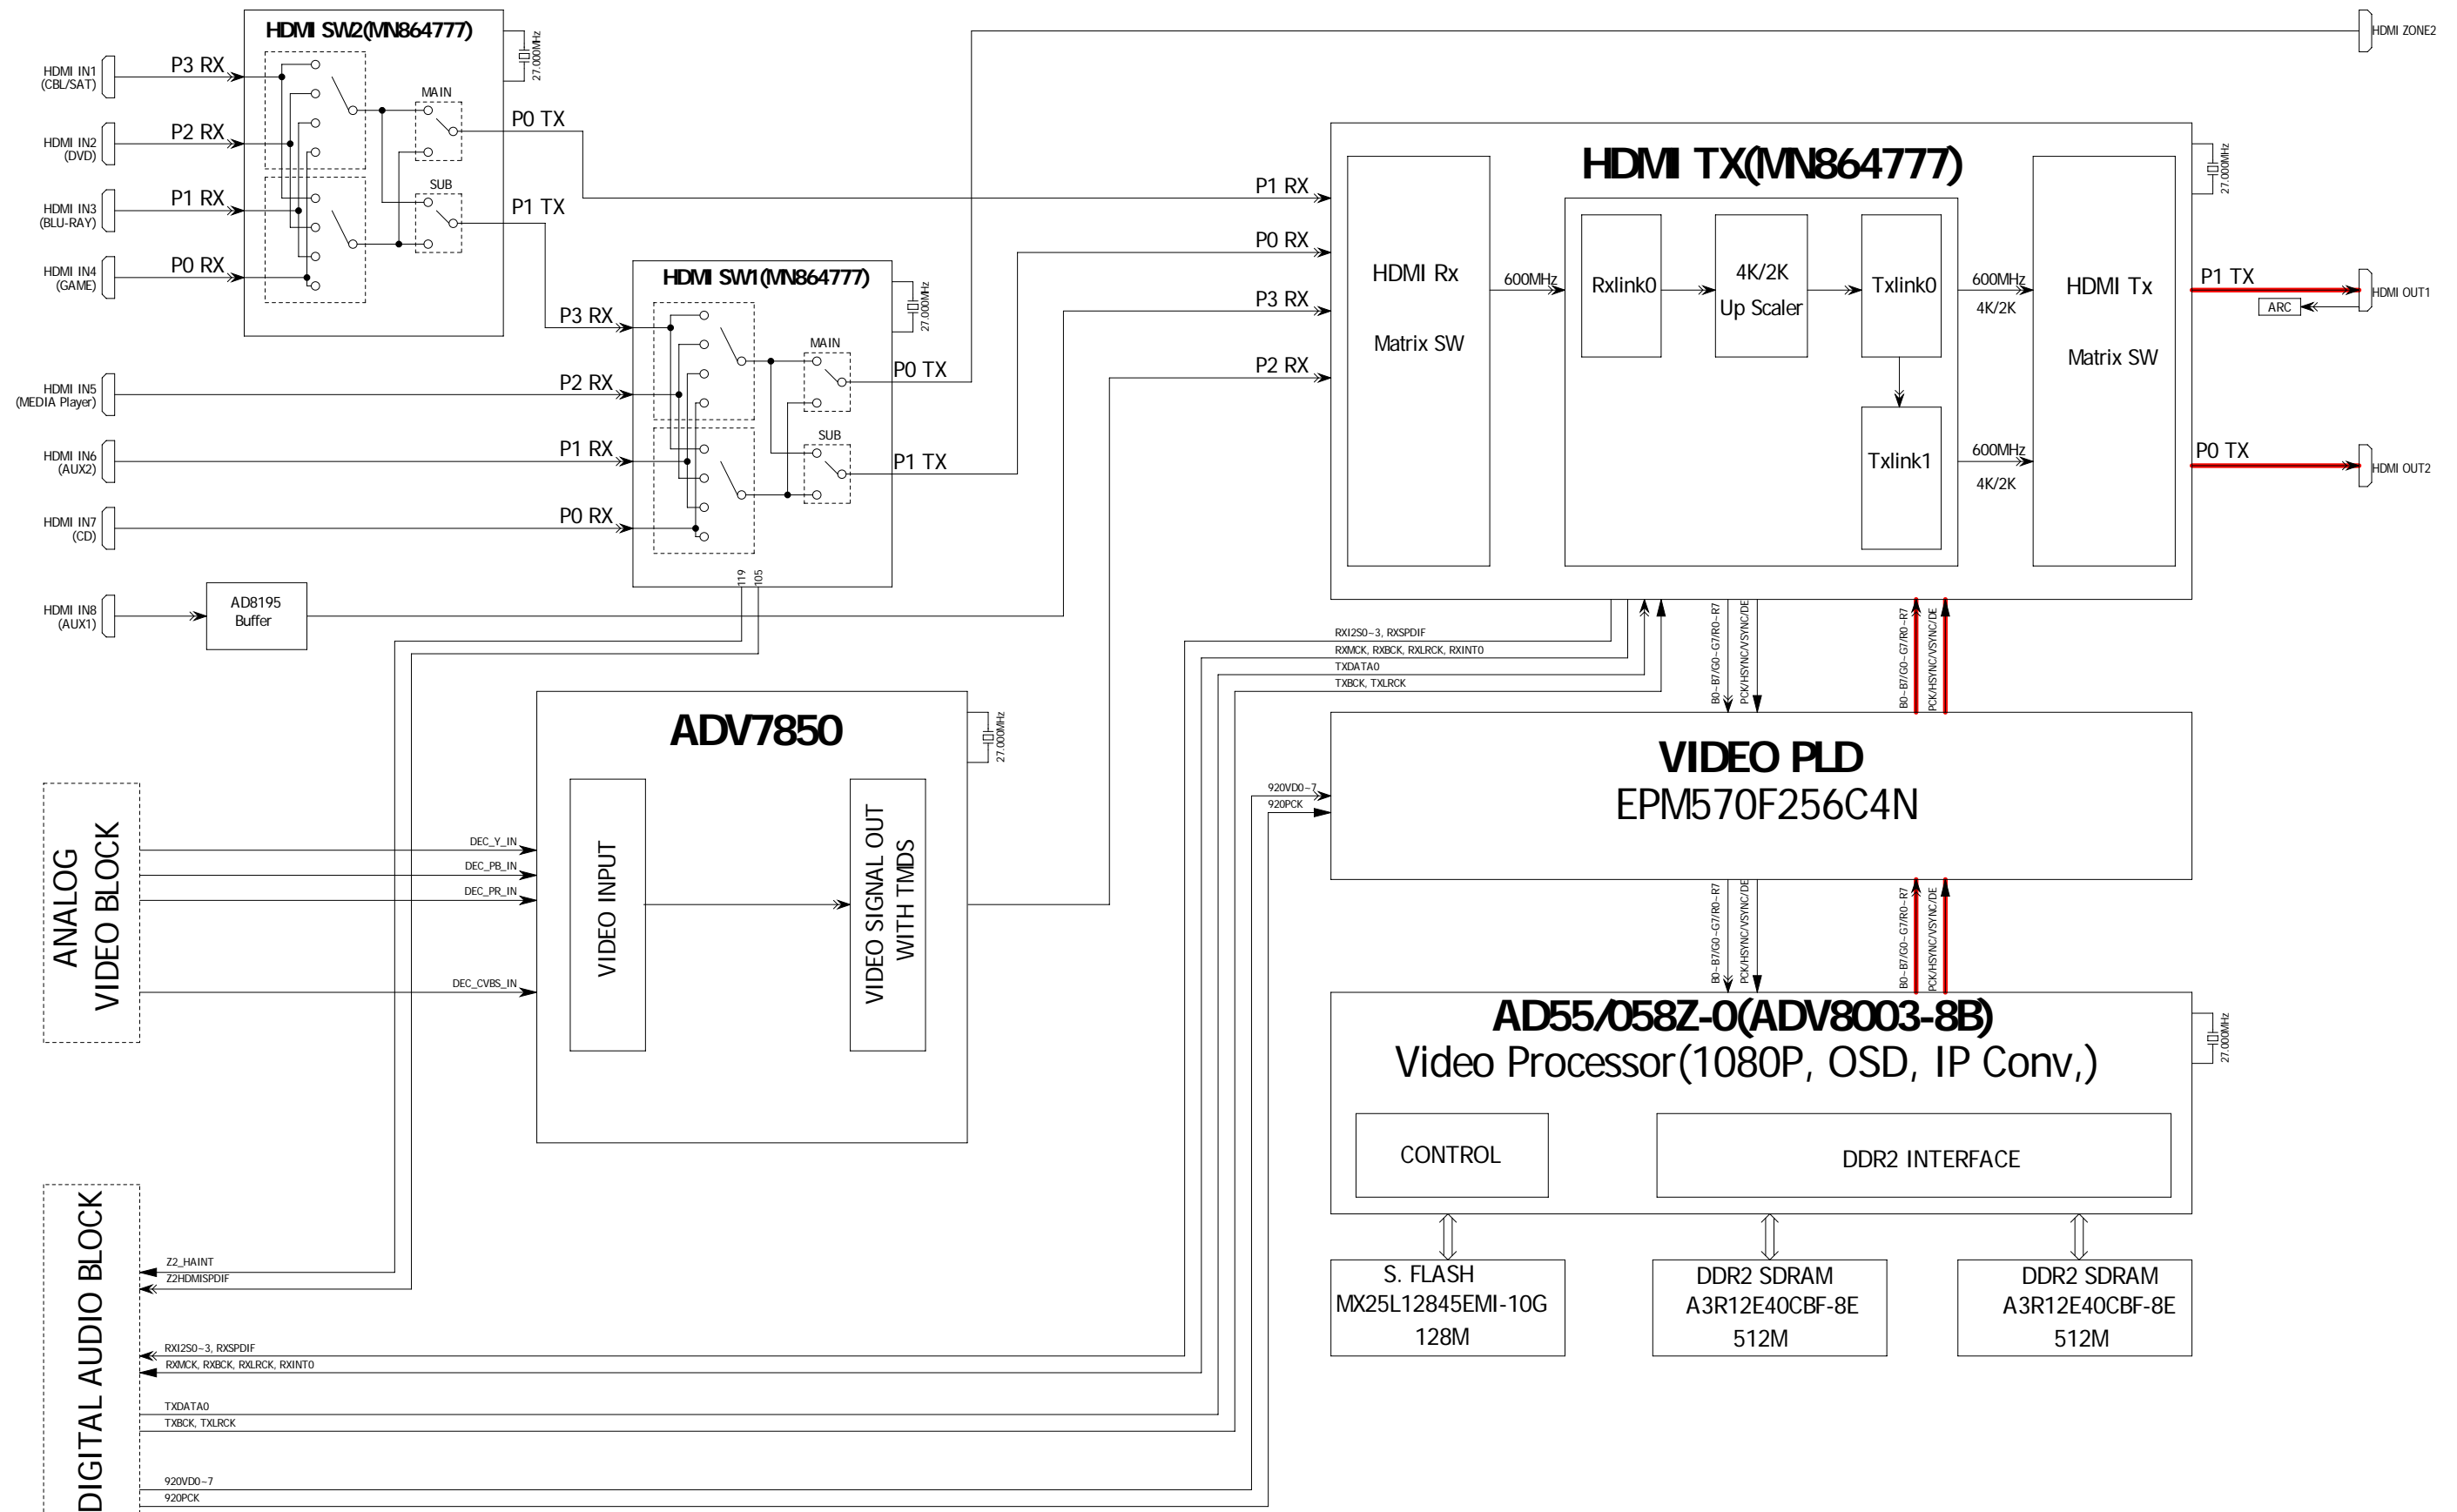 HDMI SW2(MN864777)
27.000MHz
HDMI ZONE2
HDMI IN1
(CBL/SAT)
P3 RX
MAIN
P0 TX
HDMI IN2
(DVD)
P2 RX
SUB
P1 TX
HDMI IN3
(BLU-RAY)
P1 RX
HDMI IN4
(GAME)
P0 RX
HDMI SW1(MN864777)
27.000MHz
P3 RX
MAIN
P0 TX
HDMI IN5
(MEDIA Player)
P2 RX
SUB
P1 TX
HDMI IN6
(AUX2)
P1 RX
HDMI IN7
(CD)
P0 RX
119
105
HDMI IN8
(AUX1)
AD8195
Buffer
HDMI TX(MN864777)
27.000MHz
P1 RX
P0 RX
P3 RX
P2 RX
HDMI Rx
Matrix SW
600MHz
Rxlink0
4K/2K
Up Scaler
Txlink0
600MHz
4K/2K
Txlink1
600MHz
4K/2K
HDMI Tx
Matrix SW
P1 TX
HDMI OUT1
ARC
P0 TX
HDMI OUT2
RXI2S0~3, RXSPDIF
RXMCK, RXBCK, RXLRCK, RXINT0
TXDATA0
TXBCK, TXLRCK
B0~B7/G0~G7/R0~R7
PCK/HSYNC/VSYNC/DE
B0~B7/G0~G7/R0~R7
PCK/HSYNC/VSYNC/DE
ADV7850
27.000MHz
VIDEO INPUT
VIDEO SIGNAL OUT
WITH TMDS
ANALOG
VIDEO BLOCK
DEC_Y_IN
DEC_PB_IN
DEC_PR_IN
DEC_CVBS_IN
920VD0~7
920PCK
VIDEO PLD
EPM570F256C4N
B0~B7/G0~G7/R0~R7
PCK/HSYNC/VSYNC/DE
B0~B7/G0~G7/R0~R7
PCK/HSYNC/VSYNC/DE
AD55/058Z-0(ADV8003-8B)
Video Processor(1080P, OSD, IP Conv,)
27.000MHz
CONTROL
DDR2 INTERFACE
S. FLASH
MX25L12845EMI-10G
128M
DDR2 SDRAM
A3R12E40CBF-8E
512M
DDR2 SDRAM
A3R12E40CBF-8E
512M
DIGITAL AUDIO BLOCK
Z2_HAINT
Z2HDMISPDIF
RXI2S0~3, RXSPDIF
RXMCK, RXBCK, RXLRCK, RXINT0
TXDATA0
TXBCK, TXLRCK
920VD0~7
920PCK